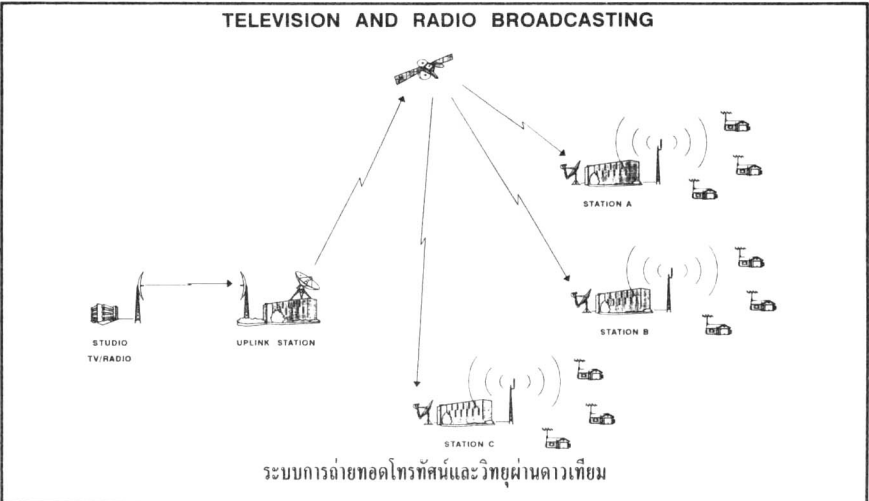 TELEVISION AND RADIO BROADCASTING
STATION A
STATION B
STUDIO
TV/RADIO
UPLINK STATION
STATION C
ระบบการถ่ายทอดโทรทัศน์และวิทยุผ่านดาวเทียม